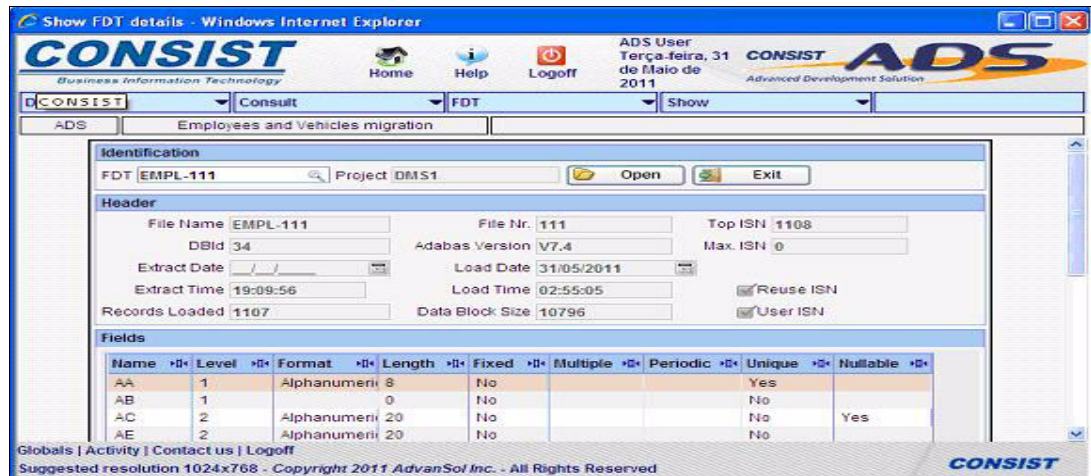 Show FDT details - Windows Internet Explorer
CONSIST
Business Information Technology
Home
Help
Logoff
ADS User
Terça-feira, 31
de Maio de
2011
CONSIST
ADS
Advanced Development Solution
D CONSIST Consult FDT Show
ADS Employees and Vehicles migration
Identification
FDT EMPL-111 Project DMS1 Open Exit
Header
File Name EMPL-111 File Nr. 111 Top ISN 1108
DBId 34 Adabas Version V7.4 Max. ISN 0
Extract Date __/__/____ Load Date 31/05/2011
Extract Time 19:09:56 Load Time 02:55:05 Reuse ISN
Records Loaded 1107 Data Block Size 10796 User ISN
Fields
Name Level Format Length Fixed Multiple Periodic Unique Nullable
AA 1 Alphanumeri 8 No Yes
AB 1 0 No No
AC 2 Alphanumeri 20 No No Yes
AE 2 Alphanumeri 20 No No
Globals | Activity | Contact us | Logoff
Suggested resolution 1024x768 - Copyright 2011 AdvanSol Inc. - All Rights Reserved
CONSIST